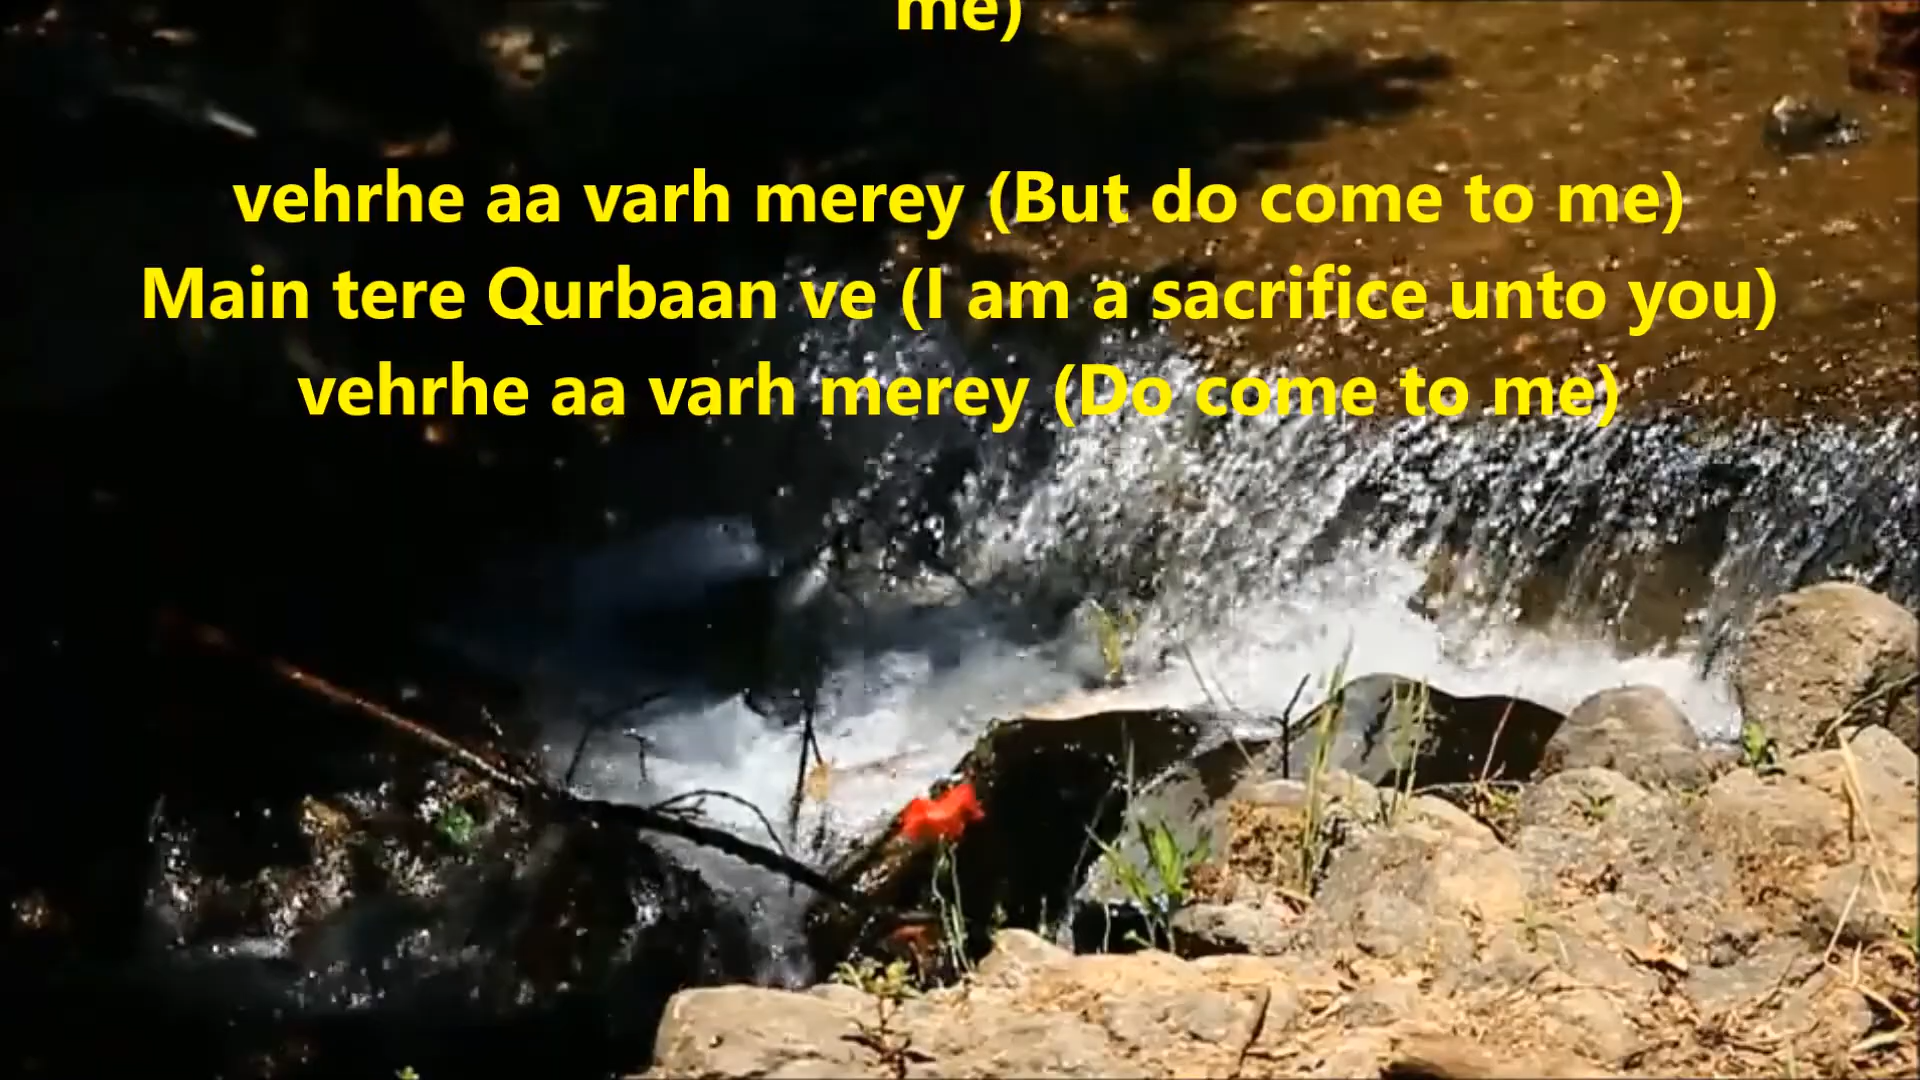 me)
vehrhe aa varh merey (But do come to me)
Main tere Qurbaan ve (I am a sacrifice unto you)
vehrhe aa varh merey (Do come to me)